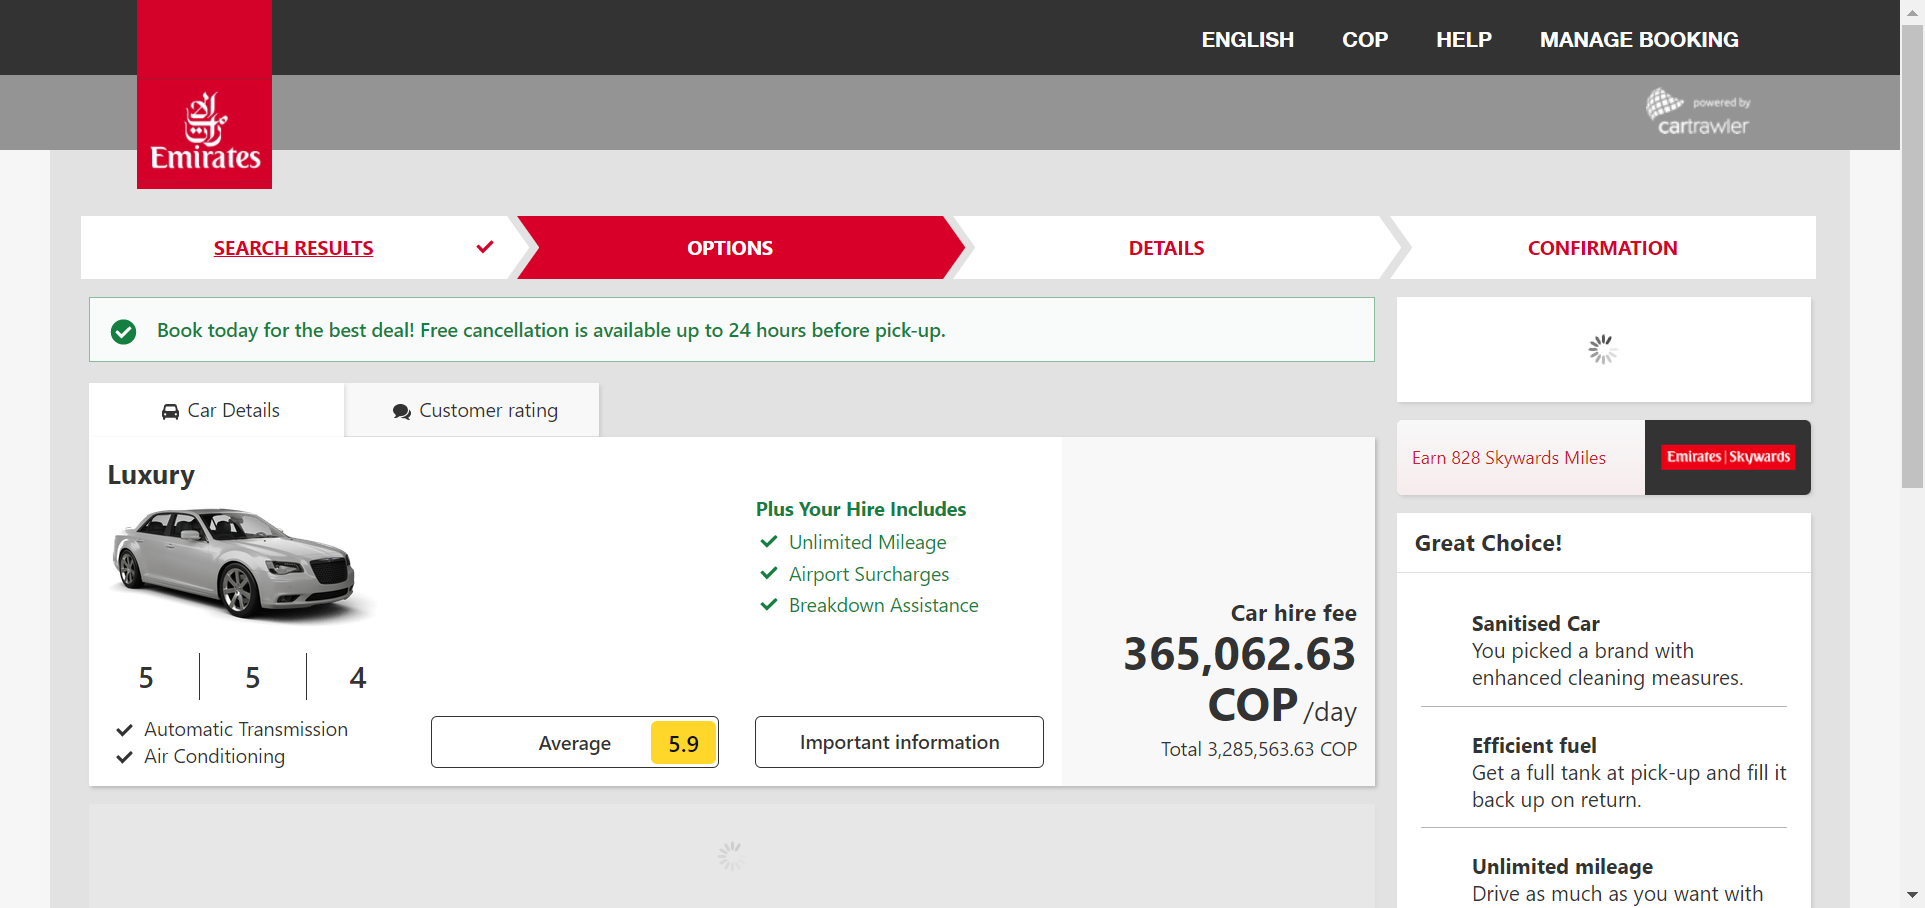 ENGLISH COP HELP MANAGE BOOKING
powered by
cartrawler
Emirates
SEARCH RESULTS OPTIONS DETAILS CONFIRMATION
Book today for the best deal! Free cancellation is available up to 24 hours before pick-up.
Car Details Customer rating
Luxury
Plus Your Hire Includes
Unlimited Mileage
Airport Surcharges
Breakdown Assistance
5 5 4
Automatic Transmission
Air Conditioning
Average 5.9
Important information
Car hire fee
365,062.63
COP /day
Total 3,285,563.63 COP
Earn 828 Skywards Miles
Emirates | Skywards
Great Choice!
Sanitised Car
You picked a brand with
enhanced cleaning measures.
Efficient fuel
Get a full tank at pick-up and fill it
back up on return.
Unlimited mileage
Drive as much as you want with